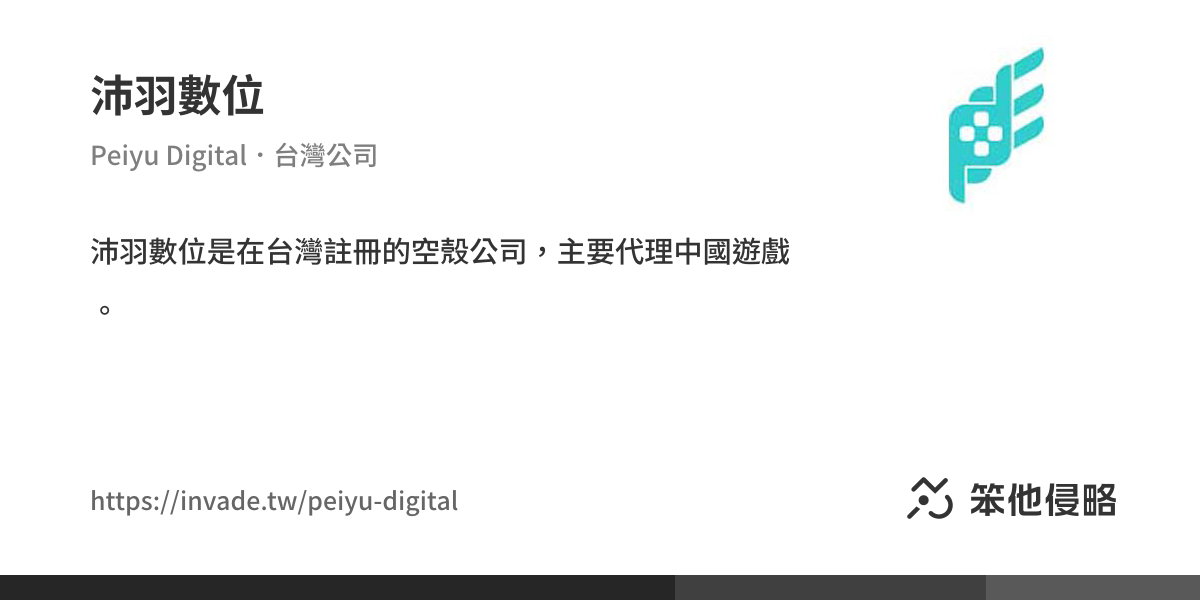 沛羽數位
Peiyu Digital・台灣公司
沛羽數位是在台灣註冊的空殼公司，主要代理中國遊戲
。
https://invade.tw/peiyu-digital
笨他侵略